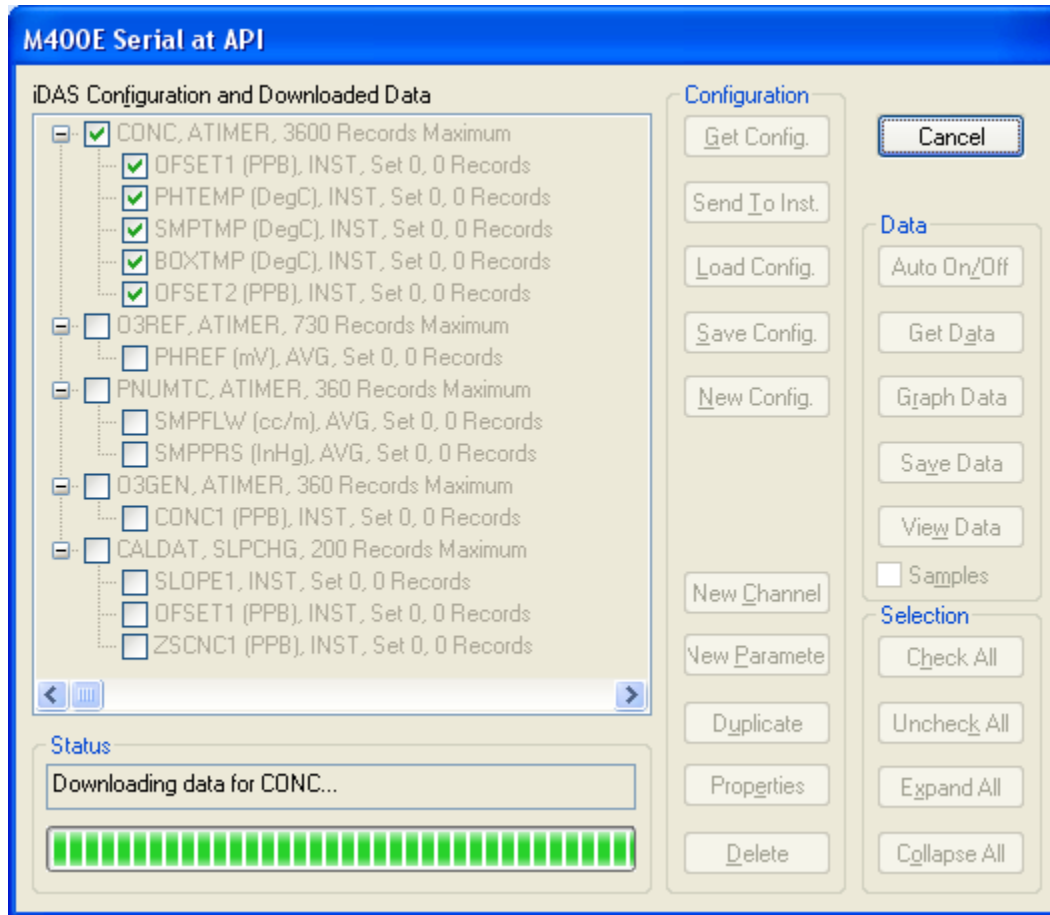 M400E Serial at API
iDAS Configuration and Downloaded Data
CONC, ATIMER, 3600 Records Maximum
OFSET1 (PPB), INST, Set 0, 0 Records
PHTEMP (DegC), INST, Set 0, 0 Records
SMPTMP (DegC), INST, Set 0, 0 Records
BOXTMP (DegC), INST, Set 0, 0 Records
OFSET2 (PPB), INST, Set 0, 0 Records
O3REF, ATIMER, 730 Records Maximum
PHREF (mV), AVG, Set 0, 0 Records
PNUMTC, ATIMER, 360 Records Maximum
SMPFLW (cc/m), AVG, Set 0, 0 Records
SMPPRS (InHg), AVG, Set 0, 0 Records
O3GEN, ATIMER, 360 Records Maximum
CONC1 (PPB), INST, Set 0, 0 Records
CALDAT, SLPCHG, 200 Records Maximum
SLOPE1, INST, Set 0, 0 Records
OFSET1 (PPB), INST, Set 0, 0 Records
ZSCNC1 (PPB), INST, Set 0, 0 Records
Status
Downloading data for CONC...
Configuration
Get Config.
Send To Inst.
Load Config.
Save Config.
New Config.
New Channel
New Paramete
Duplicate
Properties
Delete
Cancel
Data
Auto On/Off
Get Data
Graph Data
Save Data
View Data
Samples
Selection
Check All
Uncheck All
Expand All
Collapse All